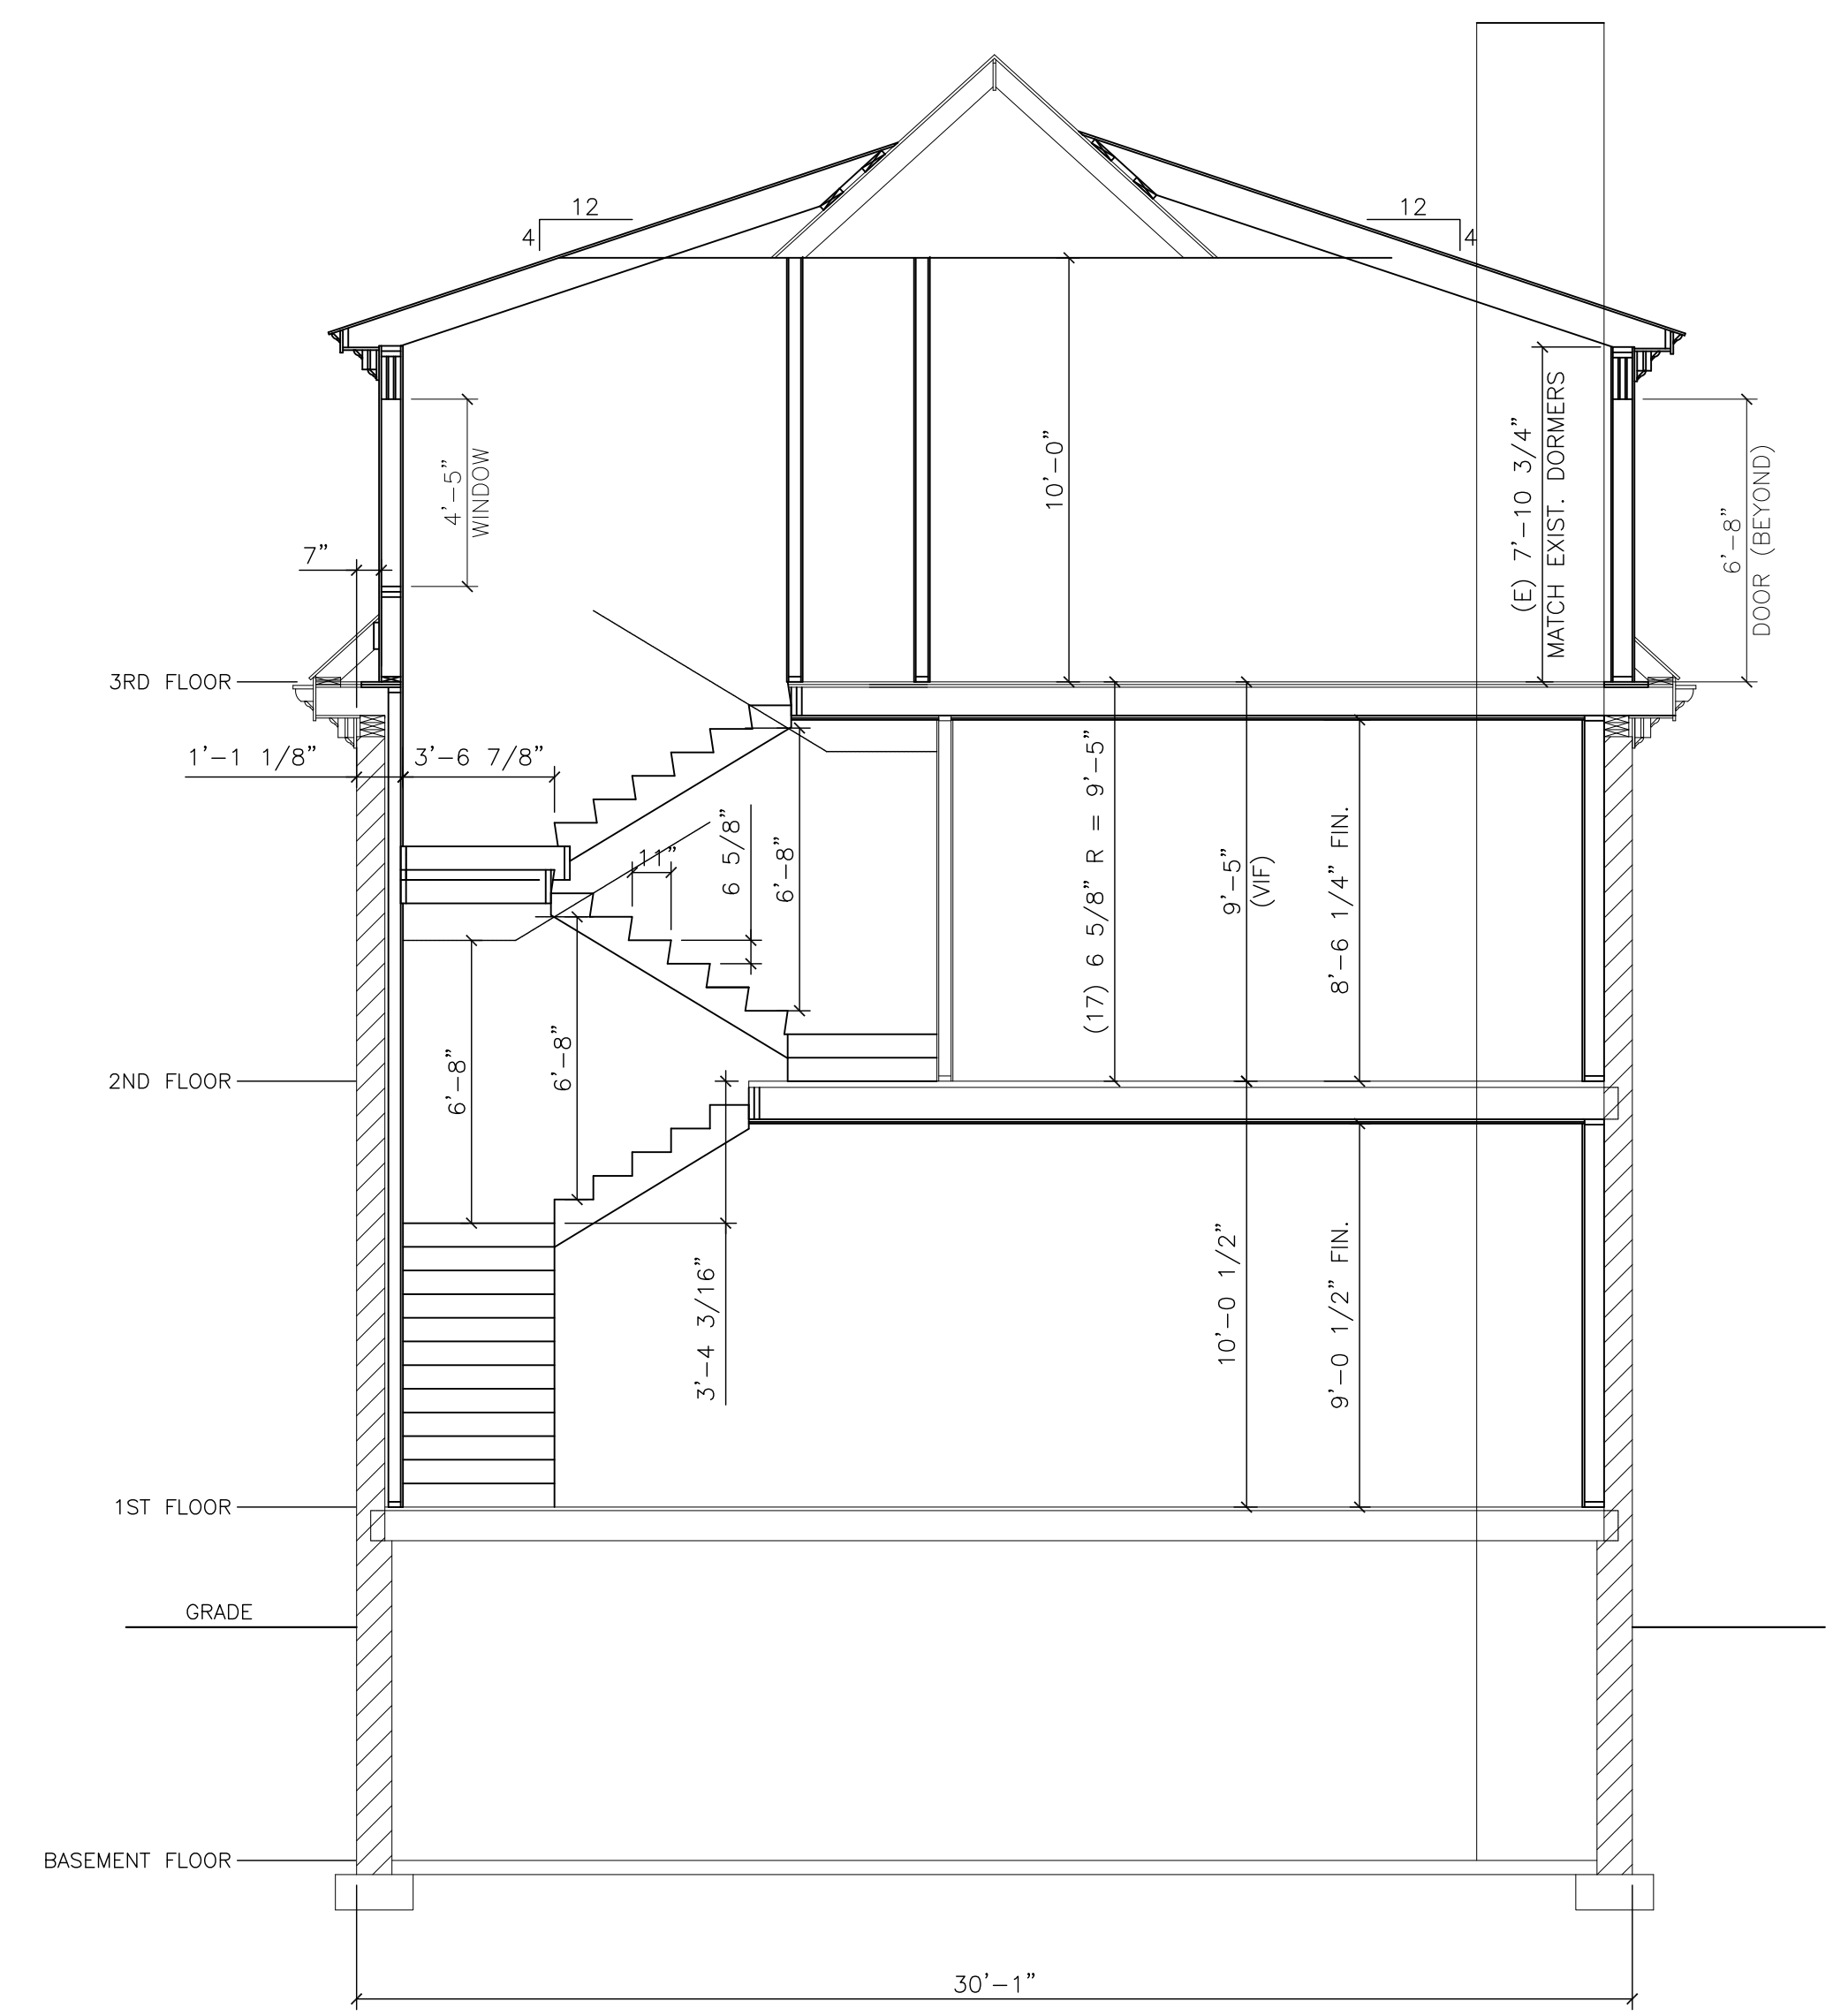 12
4
12
4
4'-5"
WINDOW
10'-0"
(E) 7'-10 3/4"
MATCH EXIST. DORMERS
6'-8"
DOOR (BEYOND)
7"
3RD FLOOR
1'-1 1/8"
3'-6 7/8"
11"
6 5/8"
6'-8"
(17) 6 5/8" R = 9'-5"
9'-5"
(VIF)
8'-6 1/4" FIN.
2ND FLOOR
6'-8"
6'-8"
3'-4 3/16"
10'-0 1/2"
9'-0 1/2" FIN.
1ST FLOOR
GRADE
BASEMENT FLOOR
30'-1"